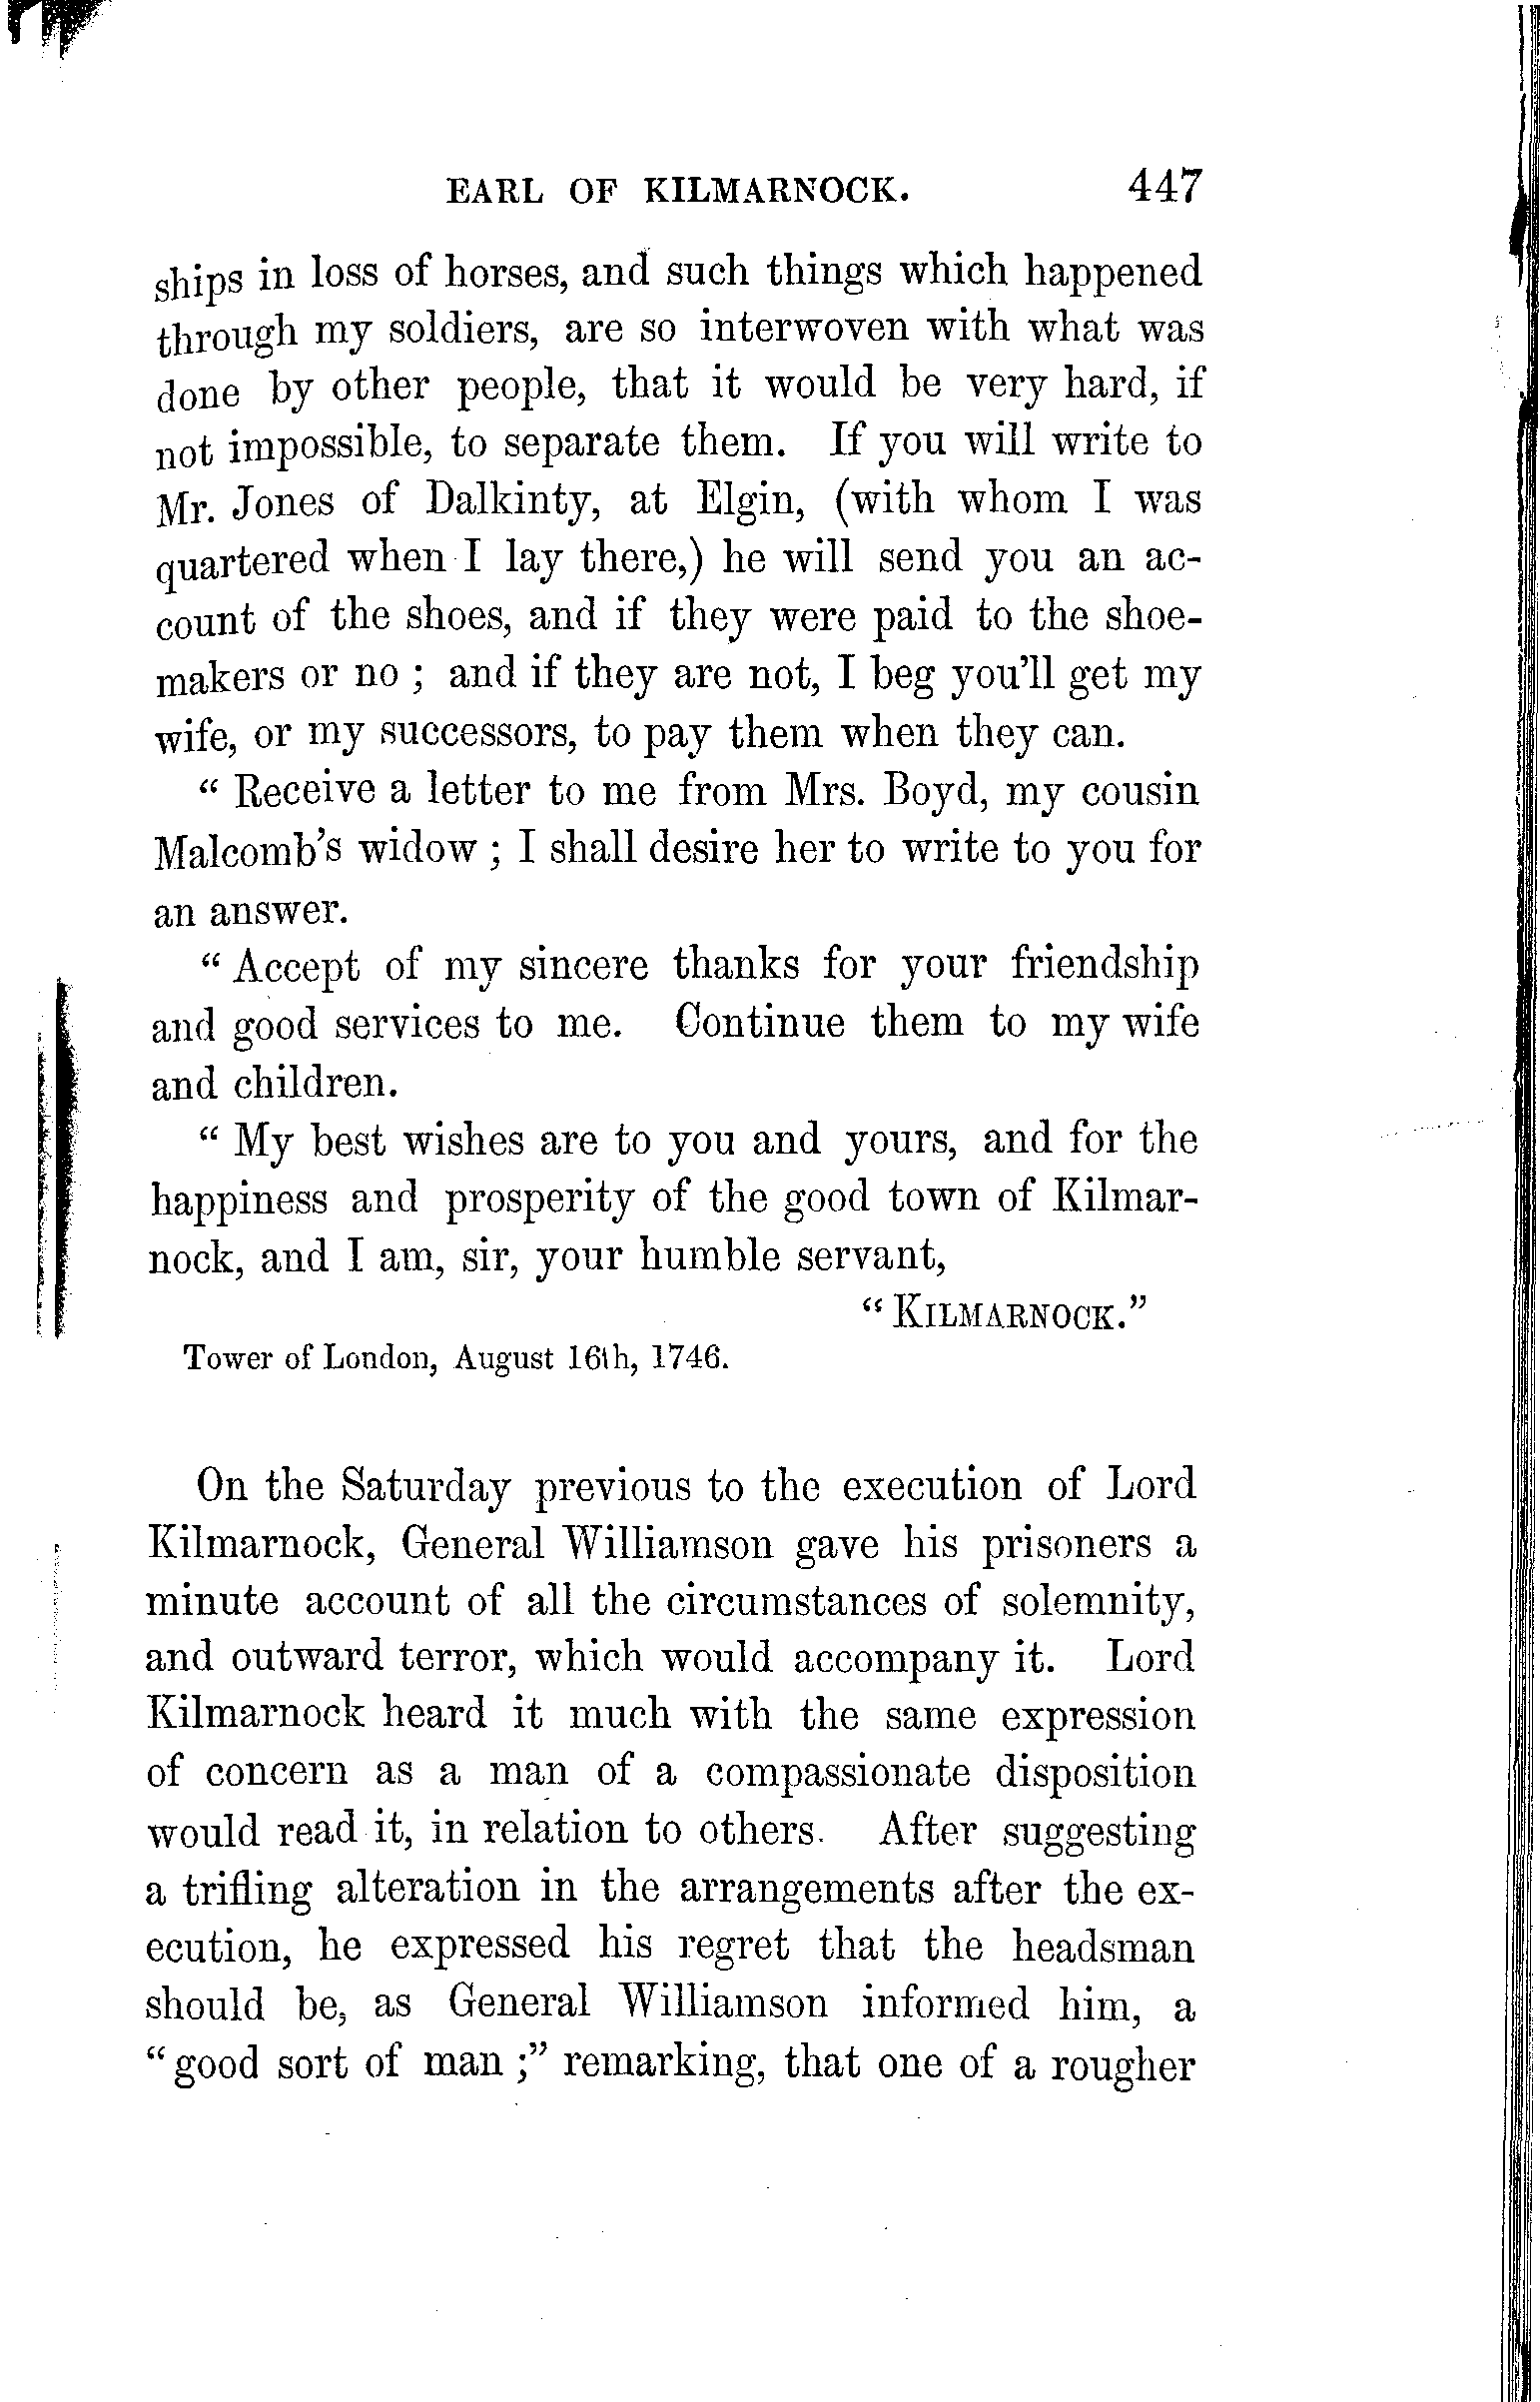 EARL OF KILMARNOCK. 447
ships in loss of horses, and such things which happened
through my soldiers, are so interwoven with what was
done by other people, that it would be very hard, if
not impossible, to separate them. If you will write to
Mr. Jones of Dalkinty, at Elgin, (with whom I was
quartered when I lay there,) he will send you an ac-
count of the shoes, and if they were paid to the shoe-
makers or no ; and if they are not, I beg you'll get my
wife, or my successors, to pay them when they can.
" Receive a letter to me from Mrs. Boyd, my cousin
Malcomb's widow ; I shall desire her to write to you for
an answer.
" Accept of my sincere thanks for your friendship
and good services to me. Continue them to my wife
and children.
" My best wishes are to you and yours, and for the
happiness and prosperity of the good town of Kilmar-
nock, and I am, sir, your humble servant,
" KILMARNOCK."
Tower of London, August 16th, 1746.
On the Saturday previous to the execution of Lord
Kilmarnock, General Williamson gave his prisoners a
minute account of all the circumstances of solemnity,
and outward terror, which would accompany it. Lord
Kilmarnock heard it much with the same expression
of concern as a man of a compassionate disposition
would read it, in relation to others. After suggesting
a trifling alteration in the arrangements after the ex-
ecution, he expressed his regret that the headsman
should be, as General Williamson informed him, a
"good sort of man ;" remarking, that one of a rougher